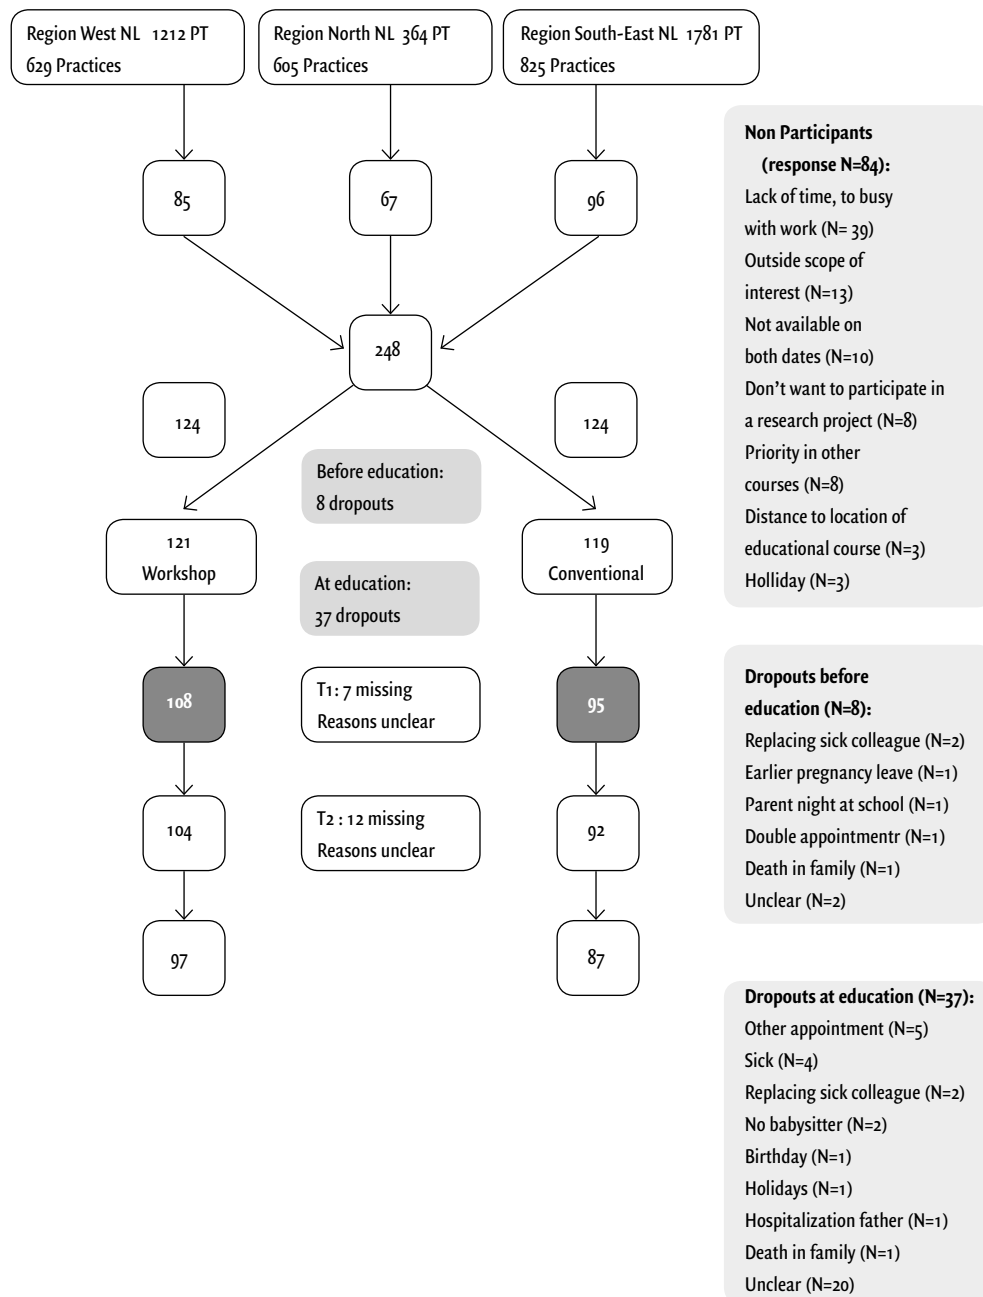 Region West NL 1212 PT
629 Practices
Region North NL 364 PT
605 Practices
Region South-East NL 1781 PT
825 Practices
85
67
96
248
124
124
Before education:
8 dropouts
121
Workshop
119
Conventional
At education:
37 dropouts
108
T1: 7 missing
Reasons unclear
95
104
T2 : 12 missing
Reasons unclear
92
97
87
Non Participants
(response N=84):
Lack of time, to busy
with work (N= 39)
Outside scope of
interest (N=13)
Not available on
both dates (N=10)
Don't want to participate in
a research project (N=8)
Priority in other
courses (N=8)
Distance to location of
educational course (N=3)
Holliday (N=3)
Dropouts before
education (N=8):
Replacing sick colleague (N=2)
Earlier pregnancy leave (N=1)
Parent night at school (N=1)
Double appointmentr (N=1)
Death in family (N=1)
Unclear (N=2)
Dropouts at education (N=37):
Other appointment (N=5)
Sick (N=4)
Replacing sick colleague (N=2)
No babysitter (N=2)
Birthday (N=1)
Holidays (N=1)
Hospitalization father (N=1)
Death in family (N=1)
Unclear (N=20)